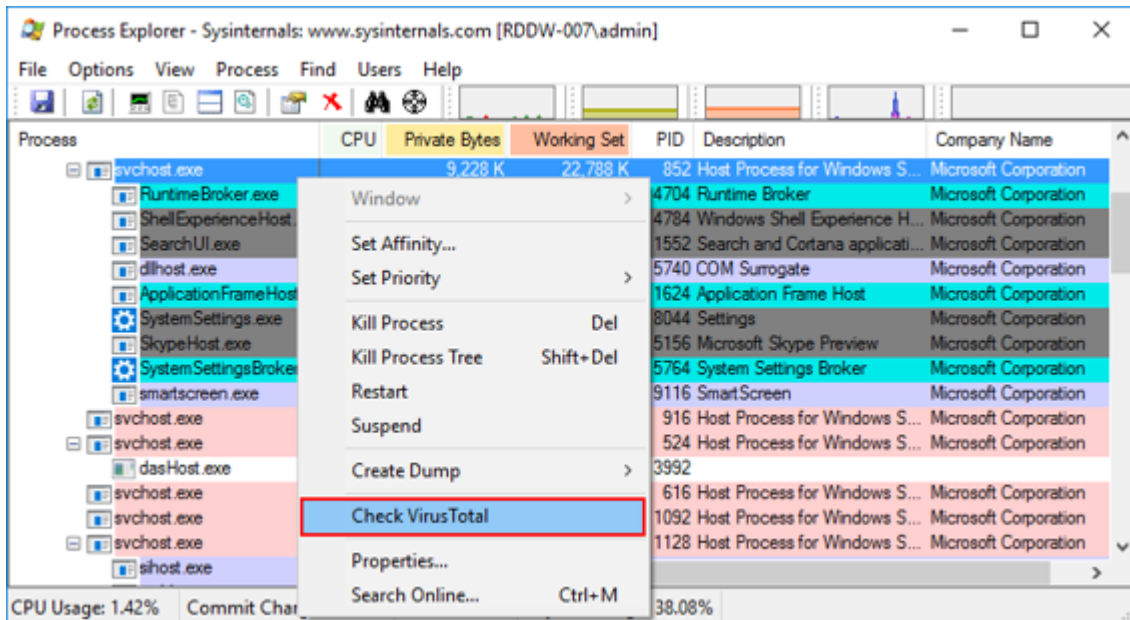 Process Explorer - Sysinternals: www.sysinternals.com [RDDW-007\admin]
File Options View Process Find Users Help
Process CPU Private Bytes Working Set PID Description Company Name
svchost.exe 9,228 K 22,788 K 852 Host Process for Windows S... Microsoft Corporation
RuntimeBroker.exe Window 4704 Runtime Broker Microsoft Corporation
ShellExperienceHost. 4784 Windows Shell Experience H... Microsoft Corporation
SearchUI.exe Set Affinity... 1552 Search and Cortana applicati... Microsoft Corporation
dllhost.exe Set Priority 5740 COM Surrogate Microsoft Corporation
ApplicationFrameHost 1624 Application Frame Host Microsoft Corporation
SystemSettings.exe Kill Process Del 8044 Settings Microsoft Corporation
SkypeHost.exe 5156 Microsoft Skype Preview Microsoft Corporation
SystemSettingsBroker Kill Process Tree Shift+Del 5764 System Settings Broker Microsoft Corporation
smartscreen.exe Restart 9116 SmartScreen Microsoft Corporation
svchost.exe Suspend 916 Host Process for Windows S... Microsoft Corporation
svchost.exe 524 Host Process for Windows S... Microsoft Corporation
dasHost.exe Create Dump 3992
svchost.exe 616 Host Process for Windows S... Microsoft Corporation
svchost.exe Check VirusTotal 1092 Host Process for Windows S... Microsoft Corporation
svchost.exe 1128 Host Process for Windows S... Microsoft Corporation
sihost.exe Properties...
CPU Usage: 1.42% Commit Char Search Online... Ctrl+M 38.08%